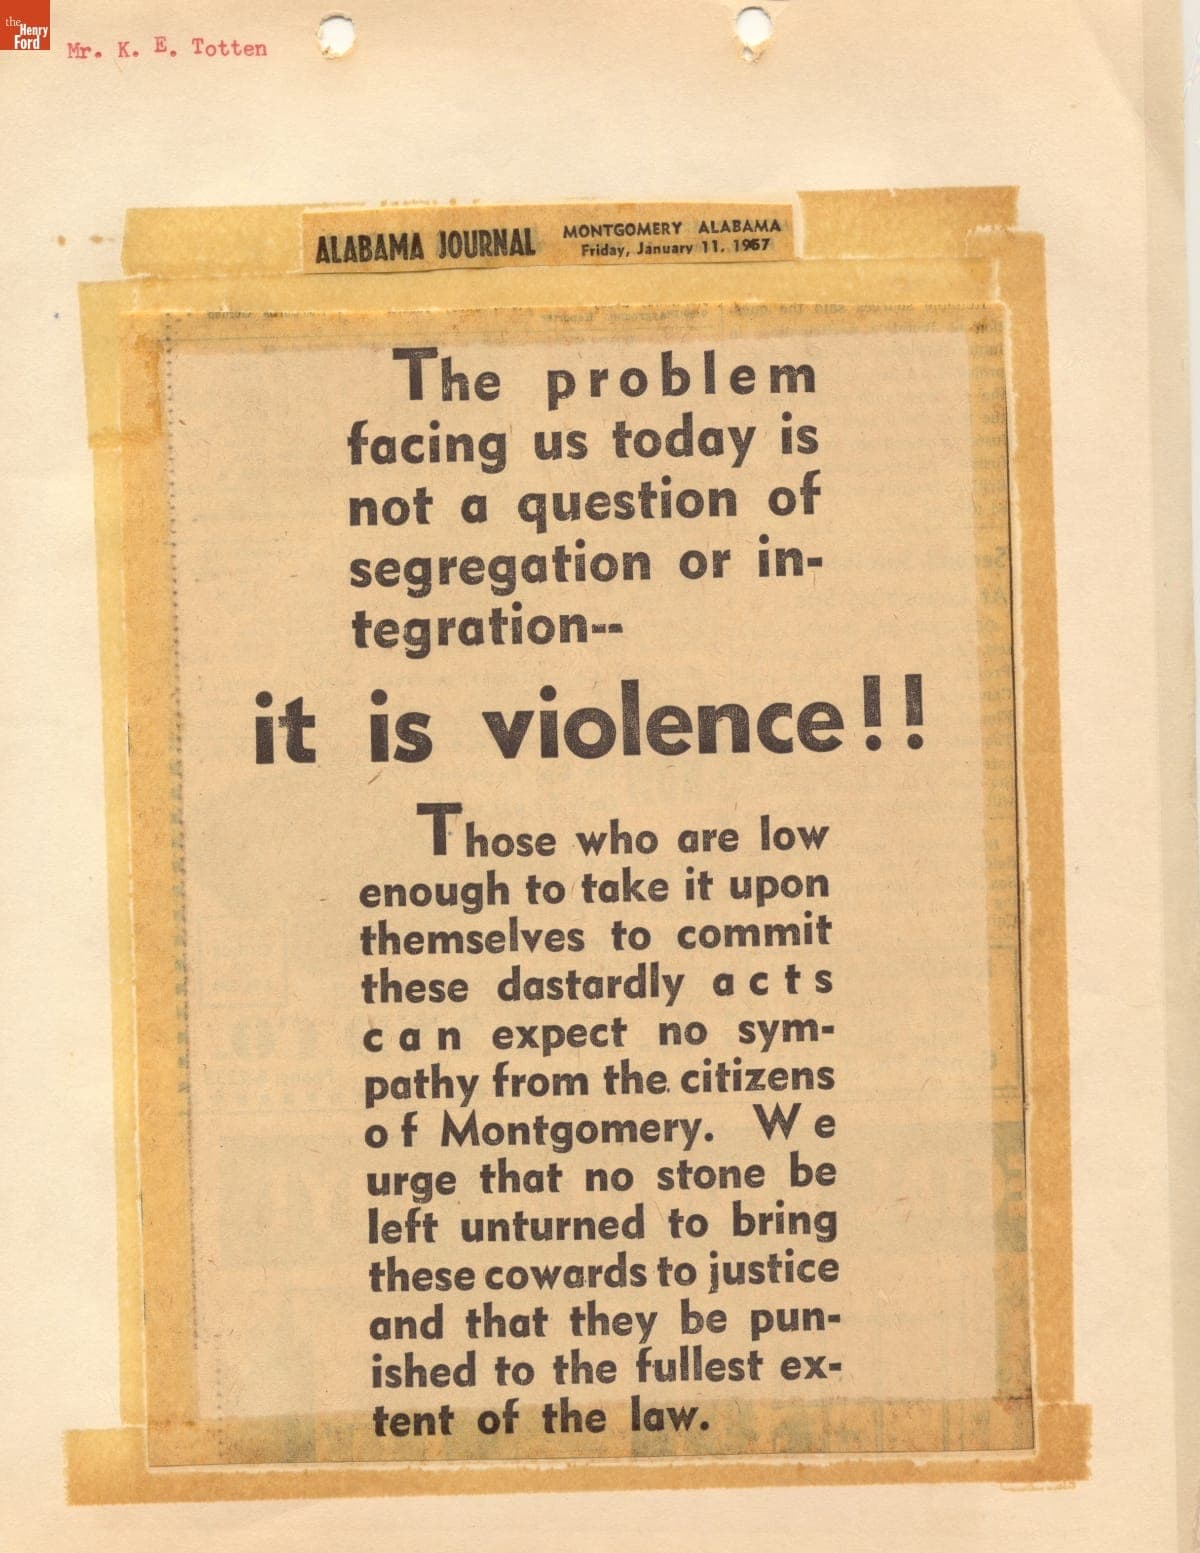 the
Henry
Ford
Mr. K. E. Totten
ALABAMA JOURNAL
MONTGOMERY ALABAMA
Friday, January 11, 1957
The problem
facing us today is
not a question of
segregation or in-
tegration--
it is violence!!
Those who are low
enough to take it upon
themselves to commit
these dastardly acts
can expect no sym-
pathy from the citizens
of Montgomery. We
urge that no stone be
left unturned to bring
these cowards to justice
and that they be pun-
ished to the fullest ex-
tent of the law.